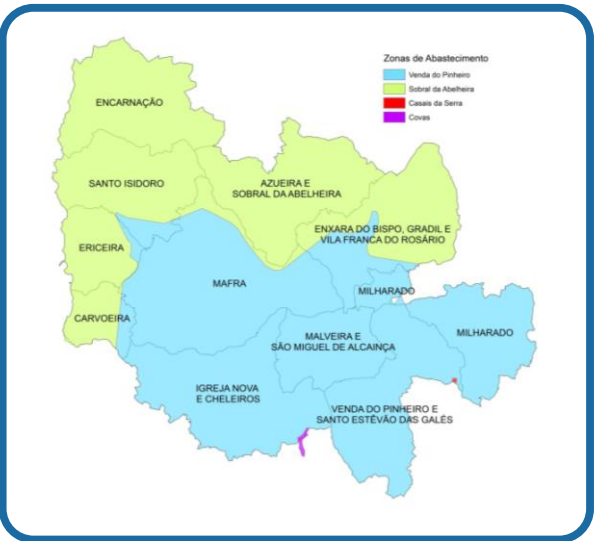 Zonas de Abastecimento
Venda do Pinheiro
Sobral da Abelheira
Casais da Serra
Covas
ENCARNAÇÃO
SANTO ISIDORO
AZUEIRA E
SOBRAL DA ABELHEIRA
ENXARA DO BISPO, GRADIL E
VILA FRANCA DO ROSÁRIO
ERICEIRA
MAFRA
MILHARADO
CARVOEIRA
MALVEIRA E
SÃO MIGUEL DE ALCAINÇA
MILHARADO
IGREJA NOVA
E CHELEIROS
VENDA DO PINHEIRO E
SANTO ESTÊVÃO DAS GALÉS